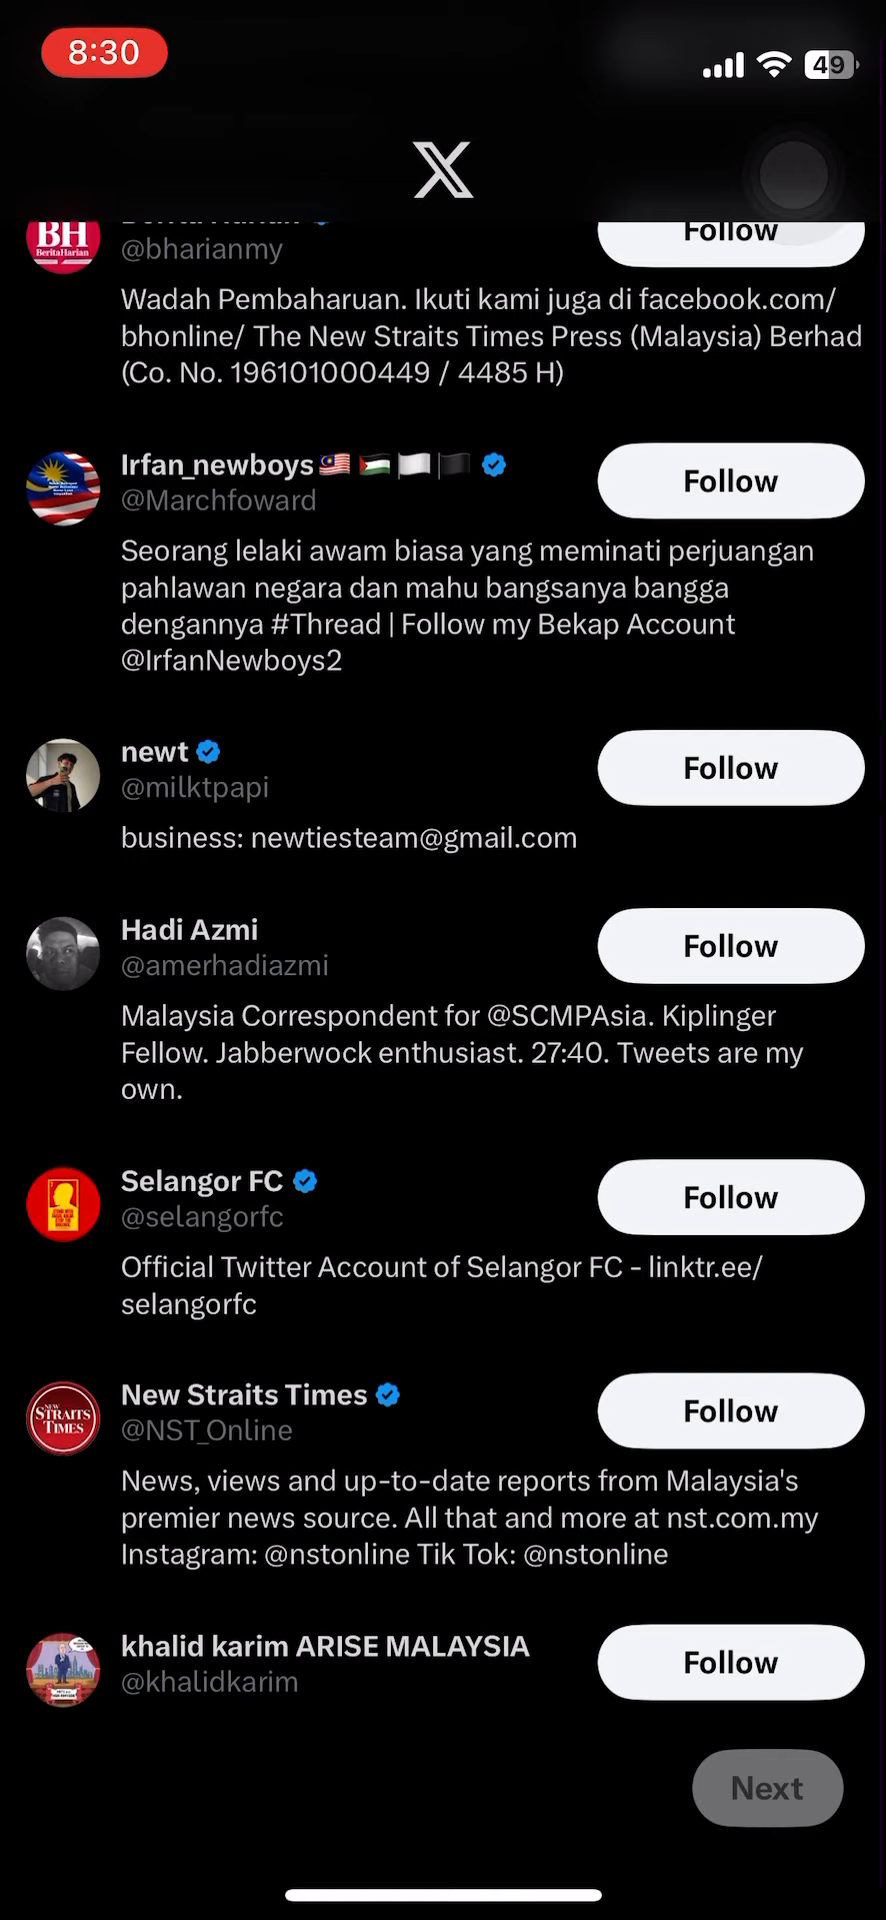 8:30
49
BH
BeritaHarian
@bharianmy
Follow
Wadah Pembaharuan. Ikuti kami juga di facebook.com/
bhonline/ The New Straits Times Press (Malaysia) Berhad
(Co. No. 196101000449 / 4485 H)
Irfan_newboys🇲🇾🇵🇸🏳️🏴
@Marchfoward
Follow
Seorang lelaki awam biasa yang meminati perjuangan
pahlawan negara dan mahu bangsanya bangga
dengannya #Thread | Follow my Bekap Account
@IrfanNewboys2
newt
@milktpapi
Follow
business: newtiesteam@gmail.com
Hadi Azmi
@amerhadiazmi
Follow
Malaysia Correspondent for @SCMPAsia. Kiplinger
Fellow. Jabberwock enthusiast. 27:40. Tweets are my
own.
Selangor FC
@selangorfc
Follow
Official Twitter Account of Selangor FC - linktr.ee/
selangorfc
NEW
STRAITS
TIMES
New Straits Times
@NST_Online
Follow
News, views and up-to-date reports from Malaysia's
premier news source. All that and more at nst.com.my
Instagram: @nstonline Tik Tok: @nstonline
khalid karim ARISE MALAYSIA
@khalidkarim
Follow
Next